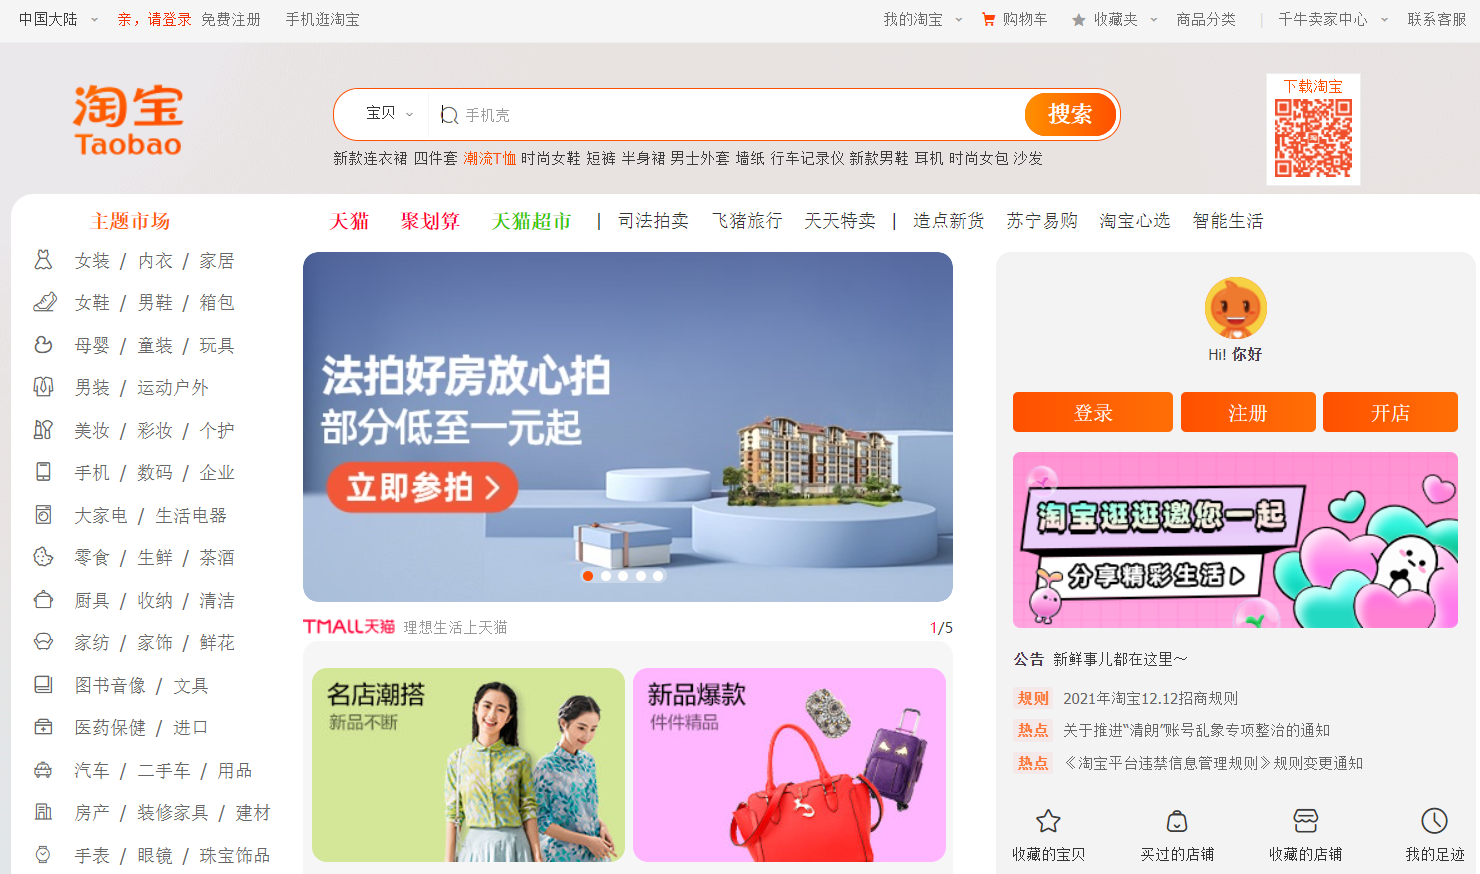 中国大陆 亲，请登录 免费注册 手机逛淘宝 我的淘宝 购物车 收藏夹 商品分类 | 千牛卖家中心 联系客服
淘宝
Taobao
宝贝 手机壳 搜索
下载淘宝
新款连衣裙 四件套 潮流T恤 时尚女鞋 短裤 半身裙 男士外套 墙纸 行车记录仪 新款男鞋 耳机 时尚女包 沙发
主题市场 天猫 聚划算 天猫超市 | 司法拍卖 飞猪旅行 天天特卖 | 造点新货 苏宁易购 淘宝心选 智能生活
女装 / 内衣 / 家居
女鞋 / 男鞋 / 箱包
母婴 / 童装 / 玩具
男装 / 运动户外
美妆 / 彩妆 / 个护
手机 / 数码 / 企业
大家电 / 生活电器
零食 / 生鲜 / 茶酒
厨具 / 收纳 / 清洁
家纺 / 家饰 / 鲜花
图书音像 / 文具
医药保健 / 进口
汽车 / 二手车 / 用品
房产 / 装修家具 / 建材
手表 / 眼镜 / 珠宝饰品
法拍好房放心拍
部分低至一元起
立即参拍 >
TMALL天猫 理想生活上天猫 1/5
名店潮搭
新品不断
新品爆款
件件精品
Hi! 你好
登录 注册 开店
淘宝逛逛邀您一起
分享精彩生活
公告 新鲜事儿都在这里～
规则 2021年淘宝12.12招商规则
热点 关于推进“清朗”账号乱象专项整治的通知
热点 《淘宝平台违禁信息管理规则》规则变更通知
收藏的宝贝 买过的店铺 收藏的店铺 我的足迹